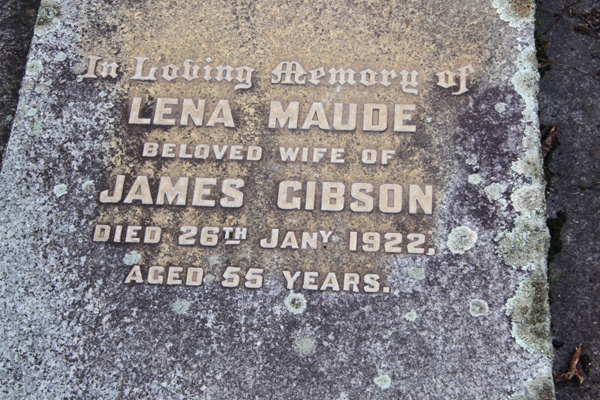 In Loving Memory of
LENA MAUDE
BELOVED WIFE OF
JAMES GIBSON
DIED 26TH JANY 1922,
AGED 55 YEARS.